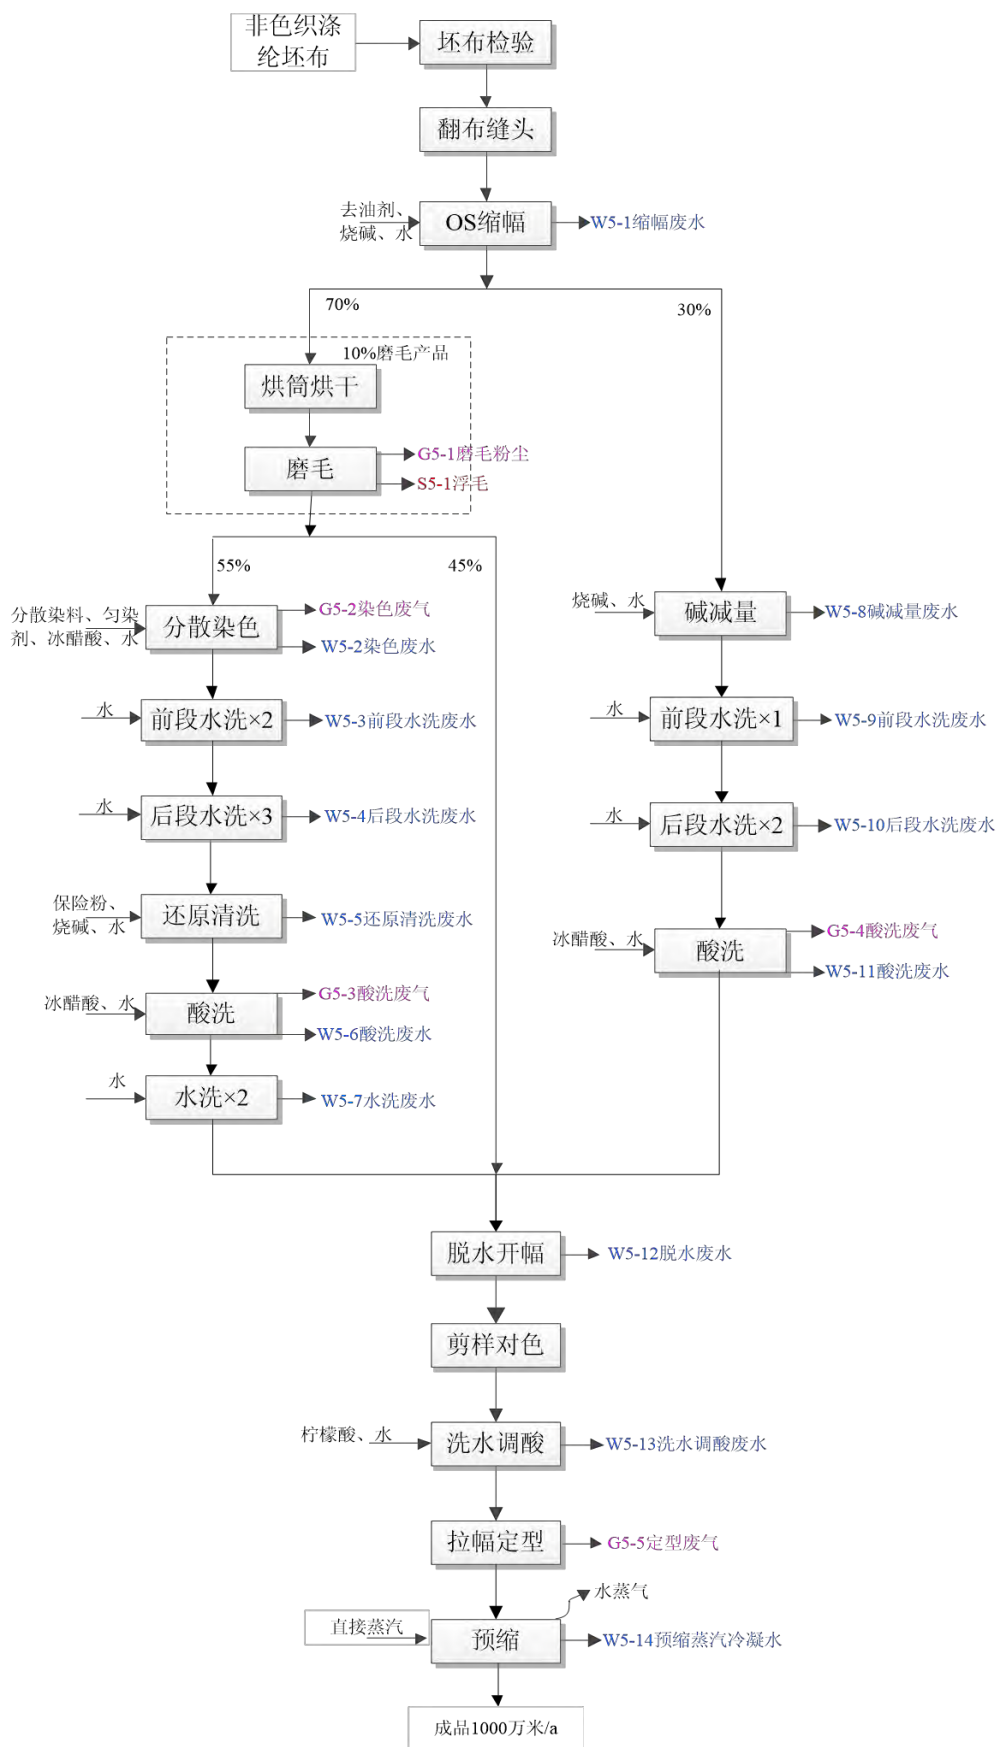 非色织涤
纶坯布
坯布检验
翻布缝头
去油剂、
烧碱、水
OS缩幅
W5-1缩幅废水
70%
30%
10%磨毛产品
烘筒烘干
磨毛
G5-1磨毛粉尘
S5-1浮毛
55%
45%
分散染料、匀染
剂、冰醋酸、水
分散染色
G5-2染色废气
W5-2染色废水
烧碱、水
碱减量
W5-8碱减量废水
水
前段水洗×2
W5-3前段水洗废水
水
前段水洗×1
W5-9前段水洗废水
水
后段水洗×3
W5-4后段水洗废水
水
后段水洗×2
W5-10后段水洗废水
保险粉、
烧碱、水
还原清洗
W5-5还原清洗废水
冰醋酸、水
酸洗
G5-4酸洗废气
W5-11酸洗废水
冰醋酸、水
酸洗
G5-3酸洗废气
W5-6酸洗废水
水
水洗×2
W5-7水洗废水
脱水开幅
W5-12脱水废水
剪样对色
柠檬酸、水
洗水调酸
W5-13洗水调酸废水
拉幅定型
G5-5定型废气
水蒸气
直接蒸汽
预缩
W5-14预缩蒸汽冷凝水
成品1000万米/a